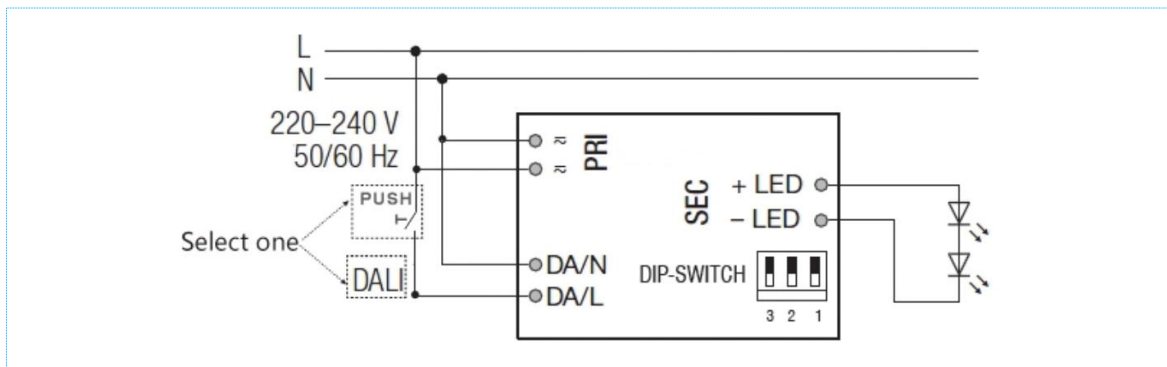 L
N
220–240 V
50/60 Hz
≂ PRI
≂
PUSH
Select one
DALI
SEC
+ LED
– LED
DA/N
DA/L
DIP-SWITCH
3 2 1